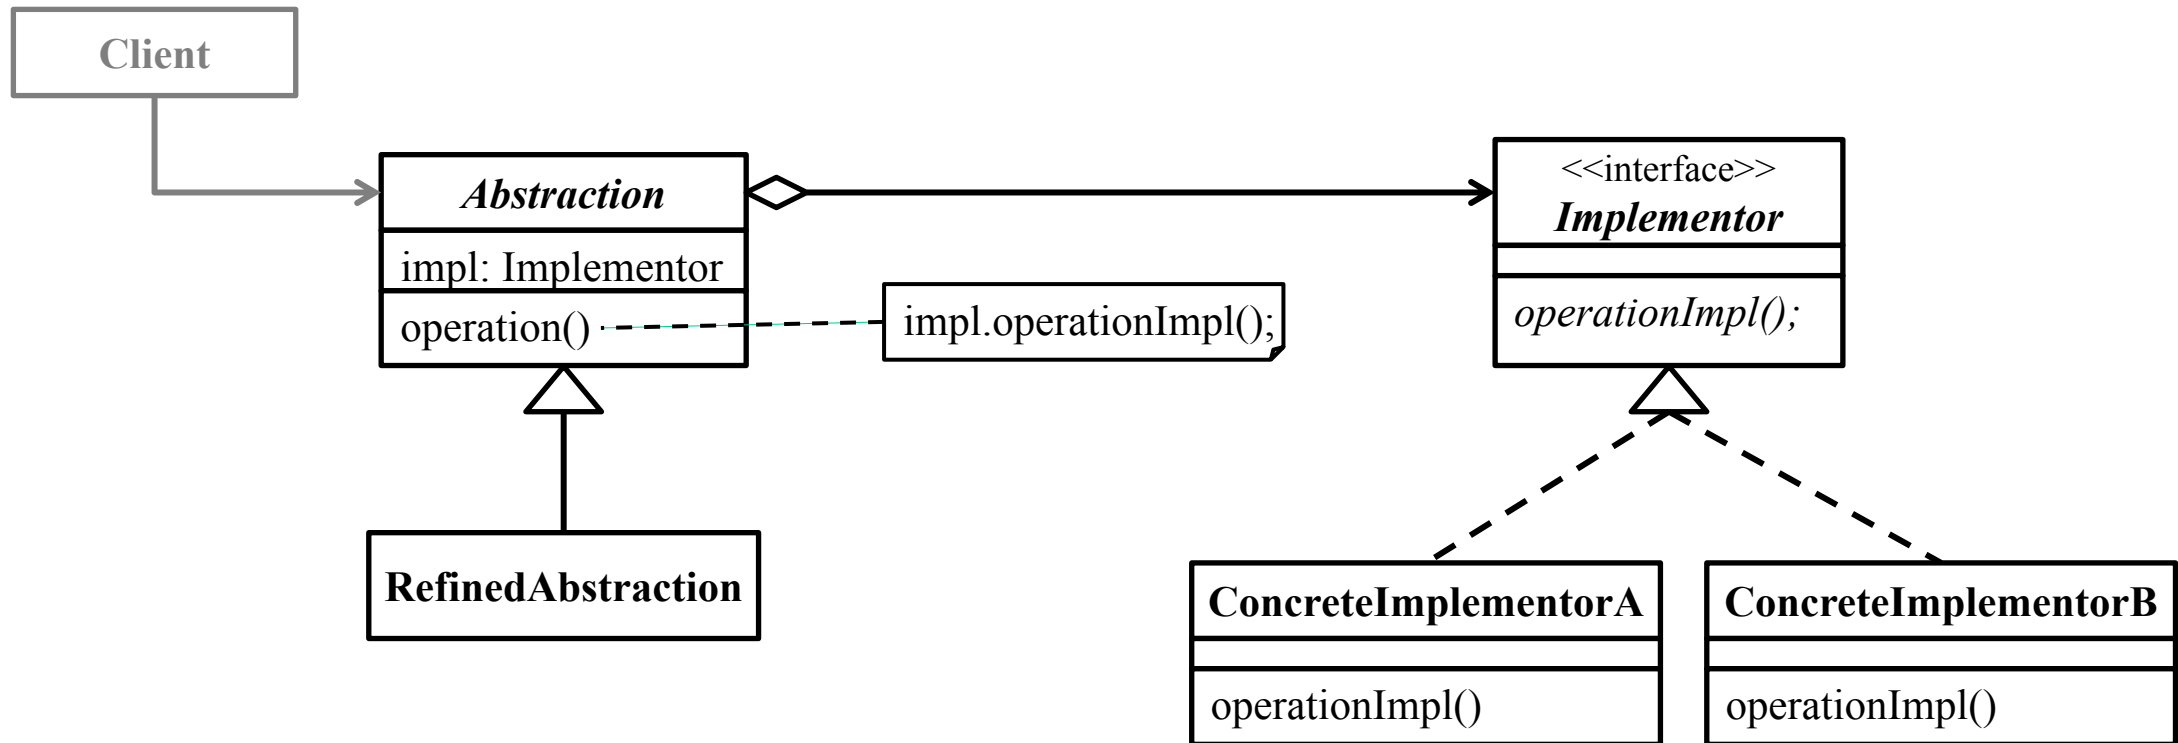 Client
Abstraction
impl: Implementor
operation()
impl.operationImpl();
<<interface>>
Implementor
operationImpl();
RefinedAbstraction
ConcreteImplementorA
operationImpl()
ConcreteImplementorB
operationImpl()